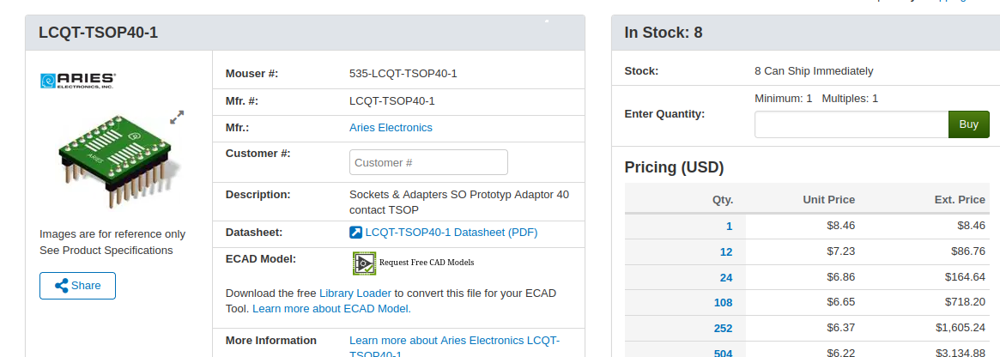 LCQT-TSOP40-1
ARIES
ELECTRONICS, INC.
ARIES
Images are for reference only
See Product Specifications
Share
Mouser #: 535-LCQT-TSOP40-1
Mfr. #: LCQT-TSOP40-1
Mfr.: Aries Electronics
Customer #: Customer #
Description: Sockets & Adapters SO Prototyp Adaptor 40
contact TSOP
Datasheet: LCQT-TSOP40-1 Datasheet (PDF)
ECAD Model: Request Free CAD Models
Download the free Library Loader to convert this file for your ECAD
Tool. Learn more about ECAD Model.
More Information Learn more about Aries Electronics LCQT-
TSOP40-1
In Stock: 8
Stock: 8 Can Ship Immediately
Minimum: 1 Multiples: 1
Enter Quantity: Buy
Pricing (USD)
Qty. Unit Price Ext. Price
1 $8.46 $8.46
12 $7.23 $86.76
24 $6.86 $164.64
108 $6.65 $718.20
252 $6.37 $1,605.24
504 $6.22 $3,134.88